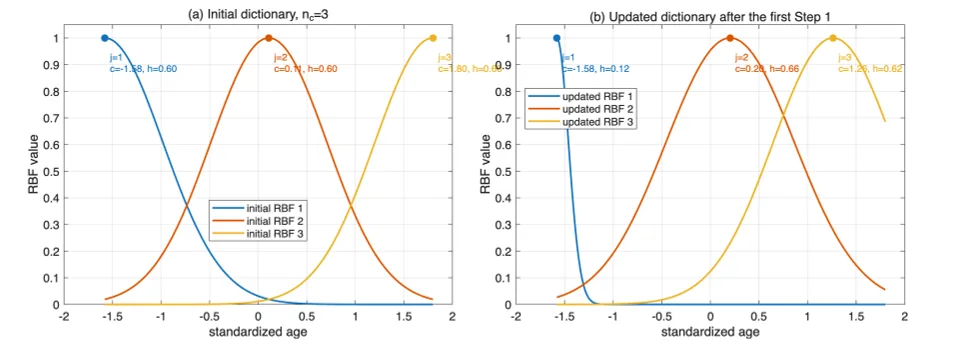 (a) Initial dictionary, n_c=3
1
0.9
0.8
0.7
0.6
0.5
0.4
0.3
0.2
0.1
0
RBF value
j=1
c=-1.58, h=0.60
j=2
c=0.11, h=0.60
j=3
c=1.80, h=0.60
initial RBF 1
initial RBF 2
initial RBF 3
-2 -1.5 -1 -0.5 0 0.5 1 1.5 2
standardized age
(b) Updated dictionary after the first Step 1
1
0.9
0.8
0.7
0.6
0.5
0.4
0.3
0.2
0.1
0
RBF value
j=1
c=-1.58, h=0.12
j=2
c=0.20, h=0.66
j=3
c=1.26, h=0.62
updated RBF 1
updated RBF 2
updated RBF 3
-2 -1.5 -1 -0.5 0 0.5 1 1.5 2
standardized age